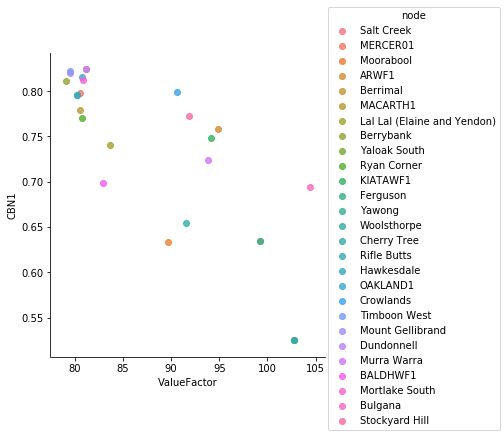 node
Salt Creek
MERCER01
Moorabool
ARWF1
Berrimal
MACARTH1
Lal Lal (Elaine and Yendon)
Berrybank
Yaloak South
Ryan Corner
KIATAWF1
Ferguson
Yawong
Woolsthorpe
Cherry Tree
Rifle Butts
Hawkesdale
OAKLAND1
Crowlands
Timboon West
Mount Gellibrand
Dundonnell
Murra Warra
BALDHWF1
Mortlake South
Bulgana
Stockyard Hill
CBN1
0.80
0.75
0.70
0.65
0.60
0.55
80 85 90 95 100 105
ValueFactor